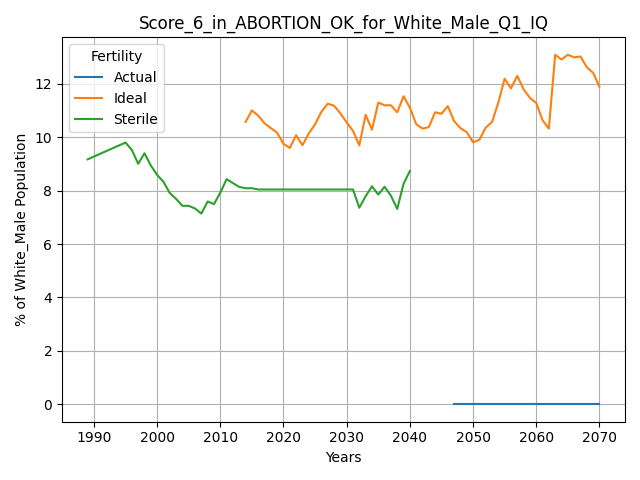 Score_6_in_ABORTION_OK_for_White_Male_Q1_IQ
Fertility
Actual
Ideal
Sterile
% of White_Male Population
12
10
8
6
4
2
0
1990 2000 2010 2020 2030 2040 2050 2060 2070
Years